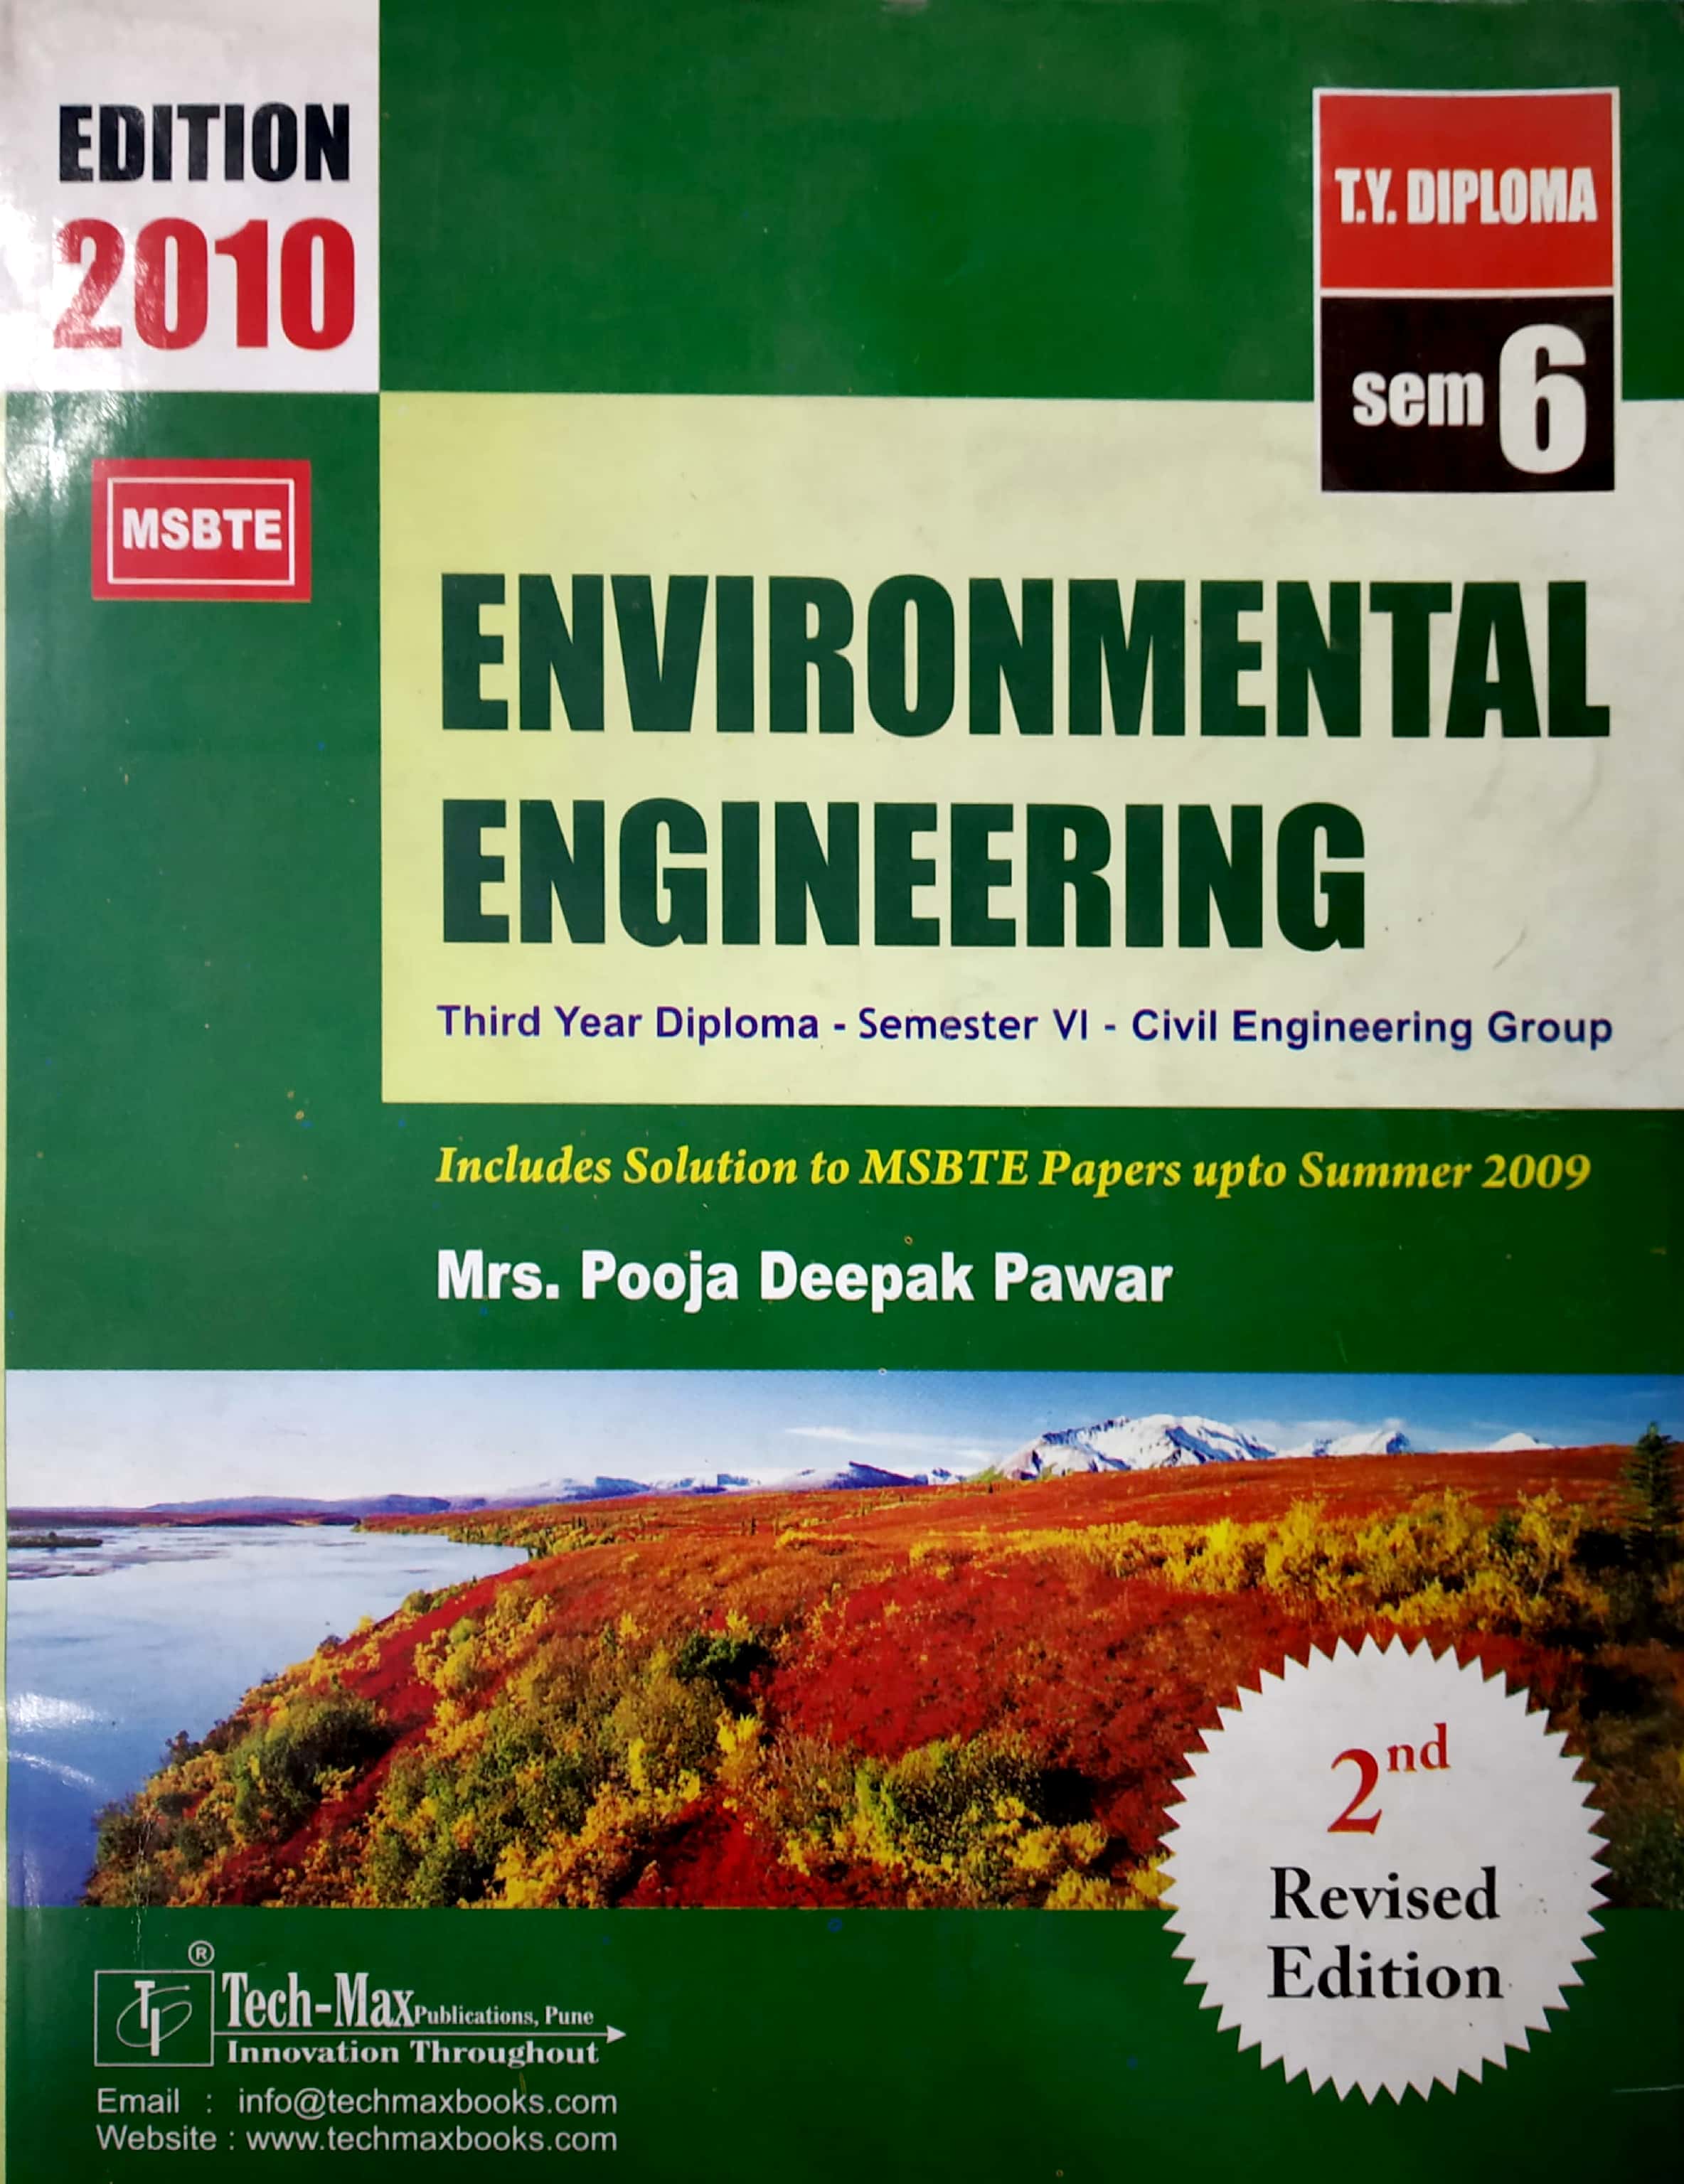 EDITION
2010
T.Y. DIPLOMA
sem 6
MSBTE
ENVIRONMENTAL
ENGINEERING
Third Year Diploma - Semester VI - Civil Engineering Group
Includes Solution to MSBTE Papers upto Summer 2009
Mrs. Pooja Deepak Pawar
2nd
Revised
Edition
®
Tech-Max Publications, Pune
Innovation Throughout
Email : info@techmaxbooks.com
Website : www.techmaxbooks.com